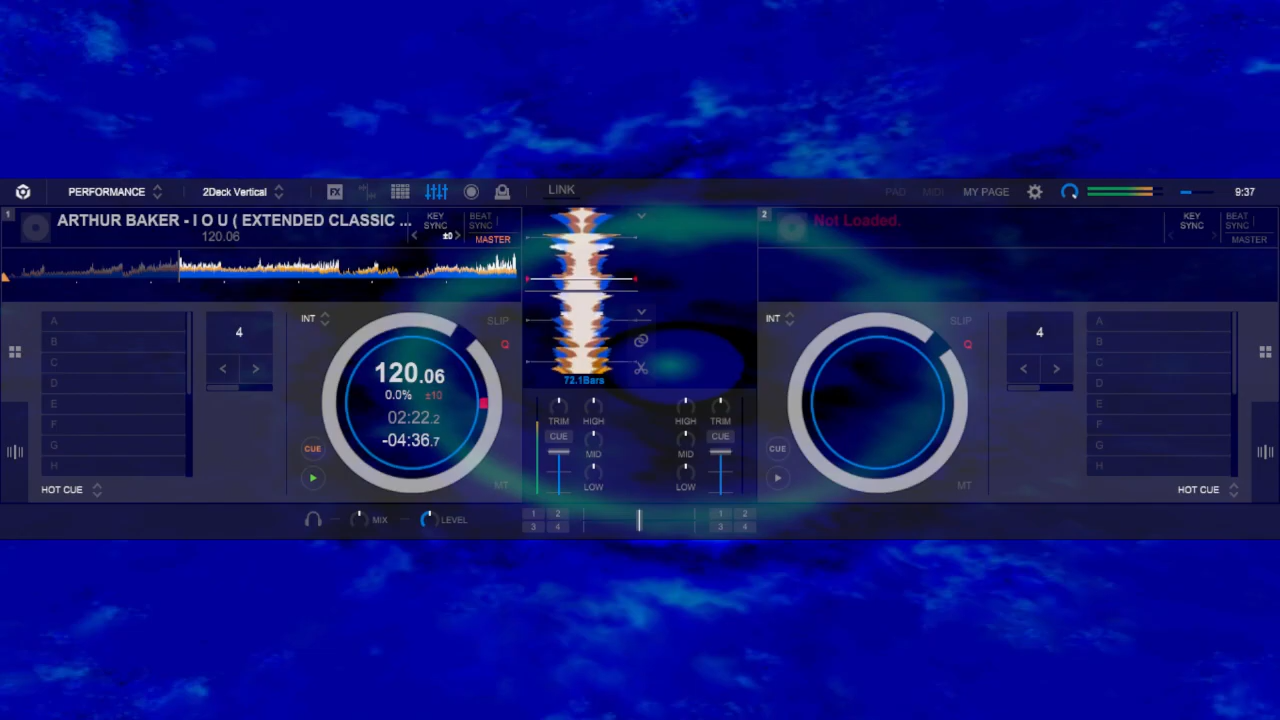 PERFORMANCE 2Deck Vertical FX LINK PAD MIDI MY PAGE 9:37
1 ARTHUR BAKER - I O U ( EXTENDED CLASSIC ... KEY SYNC BEAT SYNC
120.06 ±0 MASTER
2 Not Loaded. KEY SYNC BEAT SYNC
MASTER
A
B
C
D
E
F
G
H
HOT CUE
4
INT
SLIP
Q
120.06
0.0% ±10
02:22.2
-04:36.7
CUE
MT
72.1Bars
TRIM HIGH HIGH TRIM
CUE CUE
MID MID
LOW LOW
INT
SLIP
Q
CUE
MT
4
A
B
C
D
E
F
G
H
HOT CUE
MIX LEVEL
1 2 1 2
3 4 3 4